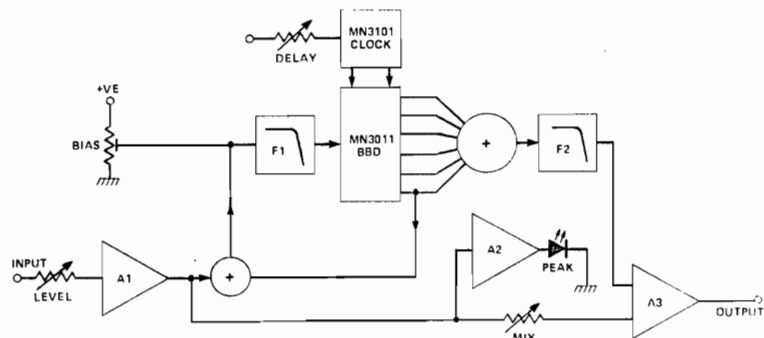 MN3101
CLOCK
DELAY
+VE
BIAS
F1
MN3011
BBD
+
F2
INPUT
LEVEL
A1
+
A2
PEAK
MIX
A3
OUTPUT